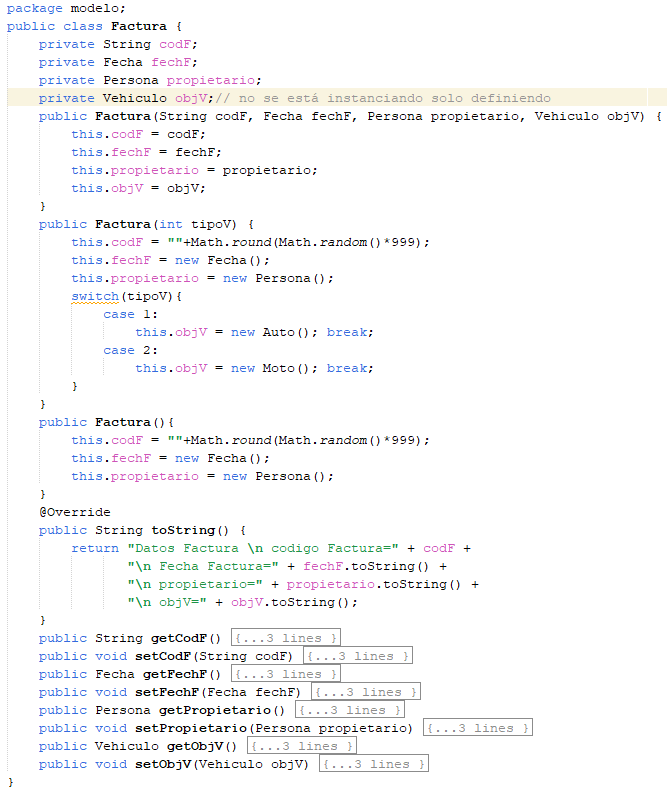 package modelo;
public class Factura {
    private String codF;
    private Fecha fechF;
    private Persona propietario;
    private Vehiculo objV;// no se está instanciando solo definiendo
    public Factura(String codF, Fecha fechF, Persona propietario, Vehiculo objV) {
        this.codF = codF;
        this.fechF = fechF;
        this.propietario = propietario;
        this.objV = objV;
    }
    public Factura(int tipoV) {
        this.codF = ""+Math.round(Math.random()*999);
        this.fechF = new Fecha();
        this.propietario = new Persona();
        switch(tipoV){
            case 1:
                this.objV = new Auto(); break;
            case 2:
                this.objV = new Moto(); break;
        }
    }
    public Factura(){
        this.codF = ""+Math.round(Math.random()*999);
        this.fechF = new Fecha();
        this.propietario = new Persona();
    }
    @Override
    public String toString() {
        return "Datos Factura \n codigo Factura=" + codF +
               "\n Fecha Factura=" + fechF.toString() +
               "\n propietario=" + propietario.toString() +
               "\n objV=" + objV.toString();
    }
    public String getCodF() {...3 lines }
    public void setCodF(String codF) {...3 lines }
    public Fecha getFechF() {...3 lines }
    public void setFechF(Fecha fechF) {...3 lines }
    public Persona getPropietario() {...3 lines }
    public void setPropietario(Persona propietario) {...3 lines }
    public Vehiculo getObjV() {...3 lines }
    public void setObjV(Vehiculo objV) {...3 lines }
}